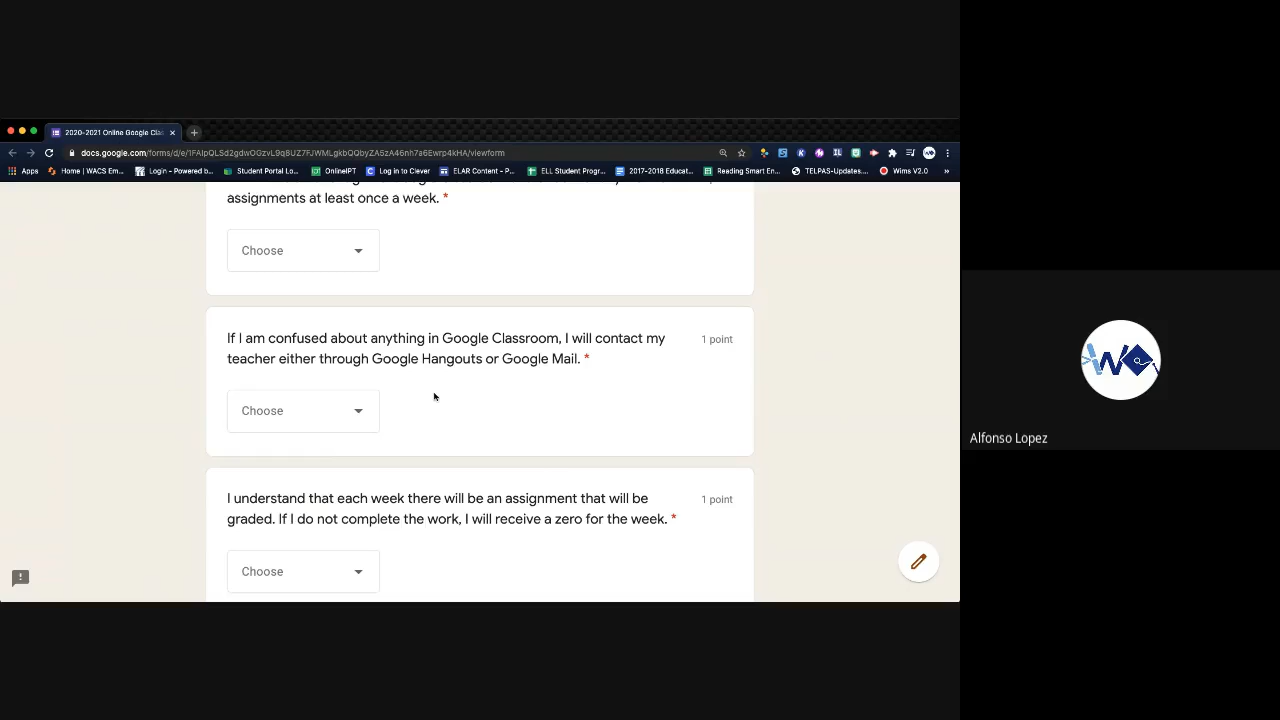 2020-2021 Online Google Clas
docs.google.com/forms/d/e/1FAIpQLSd2gdwOGzvL9q8UZ7FJWMLgkbQQbyZA5zA46nh7a6Ewrp4kHA/viewform
Apps
Home | WACS Em...
Login - Powered b...
Student Portal Lo...
OnlineIPT
Log in to Clever
ELAR Content - P...
ELL Student Progr...
2017-2018 Educat...
Reading Smart En...
TELPAS-Updates....
Wims V2.0
»
assignments at least once a week. *
Choose
If I am confused about anything in Google Classroom, I will contact my
1 point
teacher either through Google Hangouts or Google Mail. *
Choose
I understand that each week there will be an assignment that will be
1 point
graded. If I do not complete the work, I will receive a zero for the week. *
Choose
Alfonso Lopez